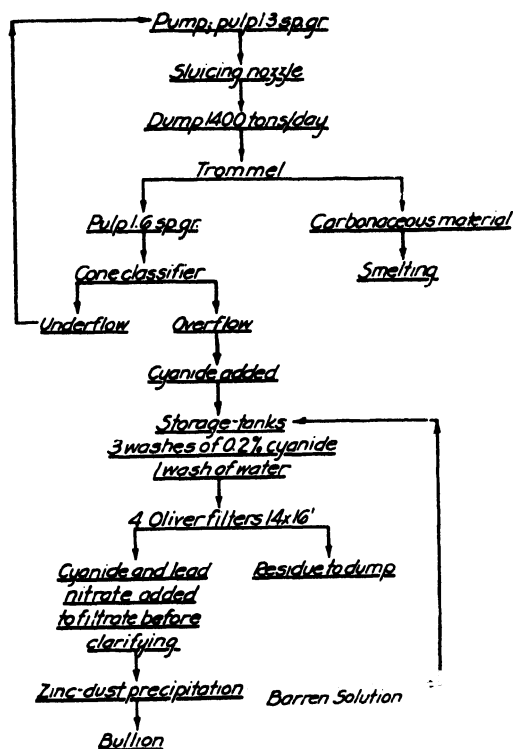 Pump; pulp 1.3 sp.gr.
Sluicing nozzle
Dump 1400 tons/day
Trommel
Pulp 1.6 sp.gr.
Carbonaceous material
Cone classifier
Smelting
Underflow
Overflow
Cyanide added
Storage-tanks
3 washes of 0.2% cyanide
1 wash of water
4 Oliver filters 14x16'
Cyanide and lead
nitrate added
to filtrate before
clarifying
Residue to dump
Zinc-dust precipitation
Barren Solution
Bullion